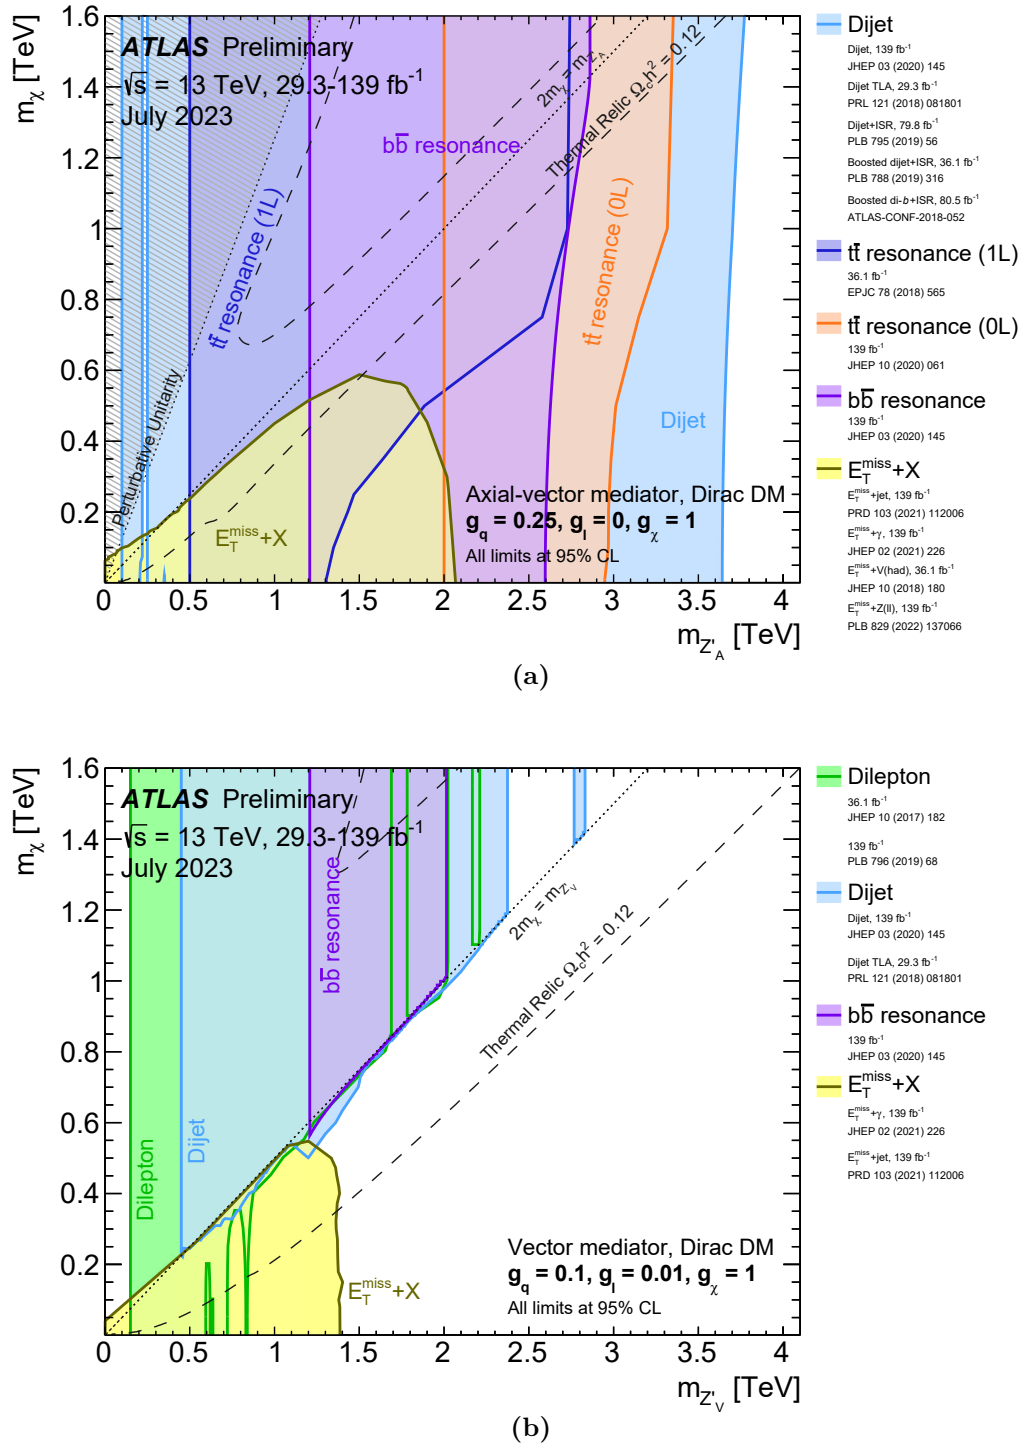 ATLAS Preliminary
√s = 13 TeV, 29.3-139 fb⁻¹
July 2023
m_χ [TeV]
1.6
1.4
1.2
1
0.8
0.6
0.4
0.2
2m_χ = m_Z'_A
Thermal Relic Ω_c h² = 0.12
bb̅ resonance
tt̅ resonance (1L)
tt̅ resonance (0L)
Perturbative Unitarity
Dijet
E_T^miss+X
Axial-vector mediator, Dirac DM
g_q = 0.25, g_l = 0, g_χ = 1
All limits at 95% CL
0 0.5 1 1.5 2 2.5 3 3.5 4
m_Z'_A [TeV]
Dijet
Dijet, 139 fb⁻¹
JHEP 03 (2020) 145
Dijet TLA, 29.3 fb⁻¹
PRL 121 (2018) 081801
Dijet+ISR, 79.8 fb⁻¹
PLB 795 (2019) 56
Boosted dijet+ISR, 36.1 fb⁻¹
PLB 788 (2019) 316
Boosted di-b+ISR, 80.5 fb⁻¹
ATLAS-CONF-2018-052
tt̅ resonance (1L)
36.1 fb⁻¹
EPJC 78 (2018) 565
tt̅ resonance (0L)
139 fb⁻¹
JHEP 10 (2020) 061
bb̅ resonance
139 fb⁻¹
JHEP 03 (2020) 145
E_T^miss+X
E_T^miss+jet, 139 fb⁻¹
PRD 103 (2021) 112006
E_T^miss+γ, 139 fb⁻¹
JHEP 02 (2021) 226
E_T^miss+V(had), 36.1 fb⁻¹
JHEP 10 (2018) 180
E_T^miss+Z(ll), 139 fb⁻¹
PLB 829 (2022) 137066
(a)
ATLAS Preliminary
√s = 13 TeV, 29.3-139 fb⁻¹
July 2023
m_χ [TeV]
1.6
1.4
1.2
1
0.8
0.6
0.4
0.2
bb̅ resonance
2m_χ = m_Z'_V
Thermal Relic Ω_c h² = 0.12
Dilepton
Dijet
E_T^miss+X
Vector mediator, Dirac DM
g_q = 0.1, g_l = 0.01, g_χ = 1
All limits at 95% CL
0 0.5 1 1.5 2 2.5 3 3.5 4
m_Z'_V [TeV]
Dilepton
36.1 fb⁻¹
JHEP 10 (2017) 182
139 fb⁻¹
PLB 796 (2019) 68
Dijet
Dijet, 139 fb⁻¹
JHEP 03 (2020) 145
Dijet TLA, 29.3 fb⁻¹
PRL 121 (2018) 081801
bb̅ resonance
139 fb⁻¹
JHEP 03 (2020) 145
E_T^miss+X
E_T^miss+γ, 139 fb⁻¹
JHEP 02 (2021) 226
E_T^miss+jet, 139 fb⁻¹
PRD 103 (2021) 112006
(b)